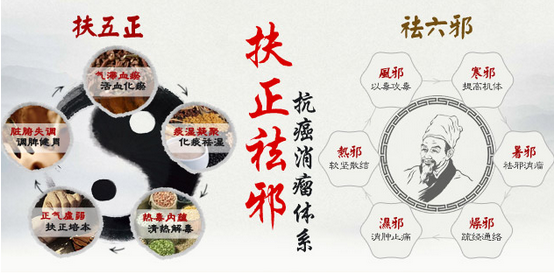 扶五正
气滞血瘀
活血化瘀
痰湿凝聚
化痰祛湿
热毒内蕴
清热解毒
正气虚弱
扶正培本
脏腑失调
调脾健胃
扶正祛邪
抗癌消瘤体系
祛六邪
風邪
以毒攻毒
寒邪
提高机体
暑邪
祛邪消瘤
燥邪
疏经通络
濕邪
消肿止痛
熱邪
软坚散结